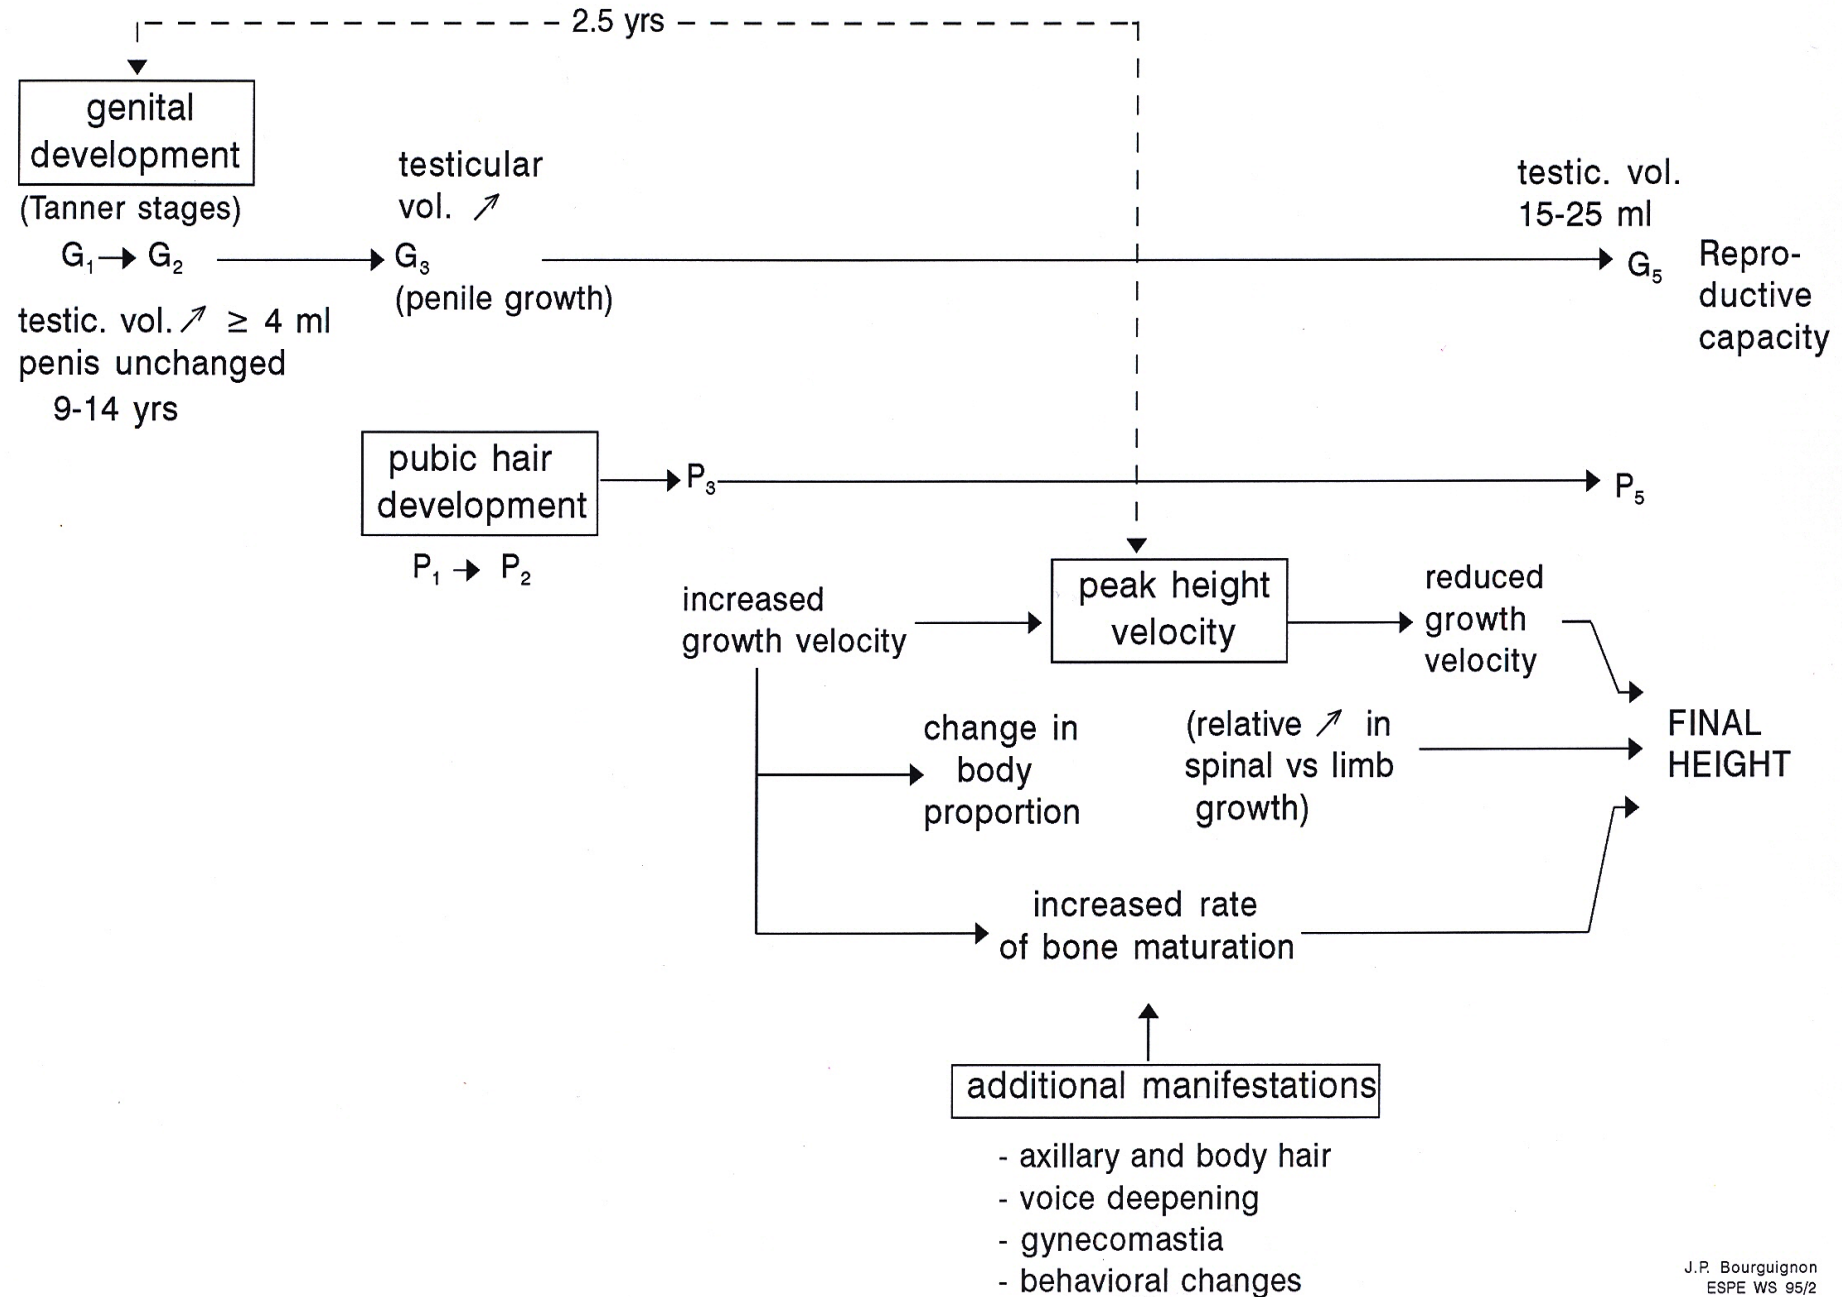 2.5 yrs
genital
development
(Tanner stages)
G₁→ G₂
testic. vol.↗ ≥ 4 ml
penis unchanged
9-14 yrs
testicular
vol. ↗
G₃
(penile growth)
testic. vol.
15-25 ml
G₅
Repro-
ductive
capacity
pubic hair
development
P₁ → P₂
P₃
P₅
increased
growth velocity
peak height
velocity
reduced
growth
velocity
change in
body
proportion
(relative ↗ in
spinal vs limb
growth)
FINAL
HEIGHT
increased rate
of bone maturation
additional manifestations
- axillary and body hair
- voice deepening
- gynecomastia
- behavioral changes
J.P. Bourguignon
ESPE WS 95/2